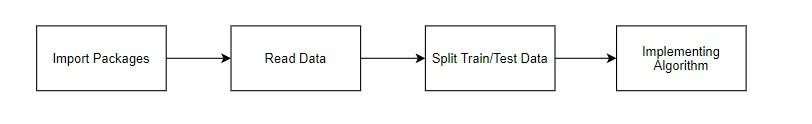 Import Packages
Read Data
Split Train/Test Data
Implementing
Algorithm